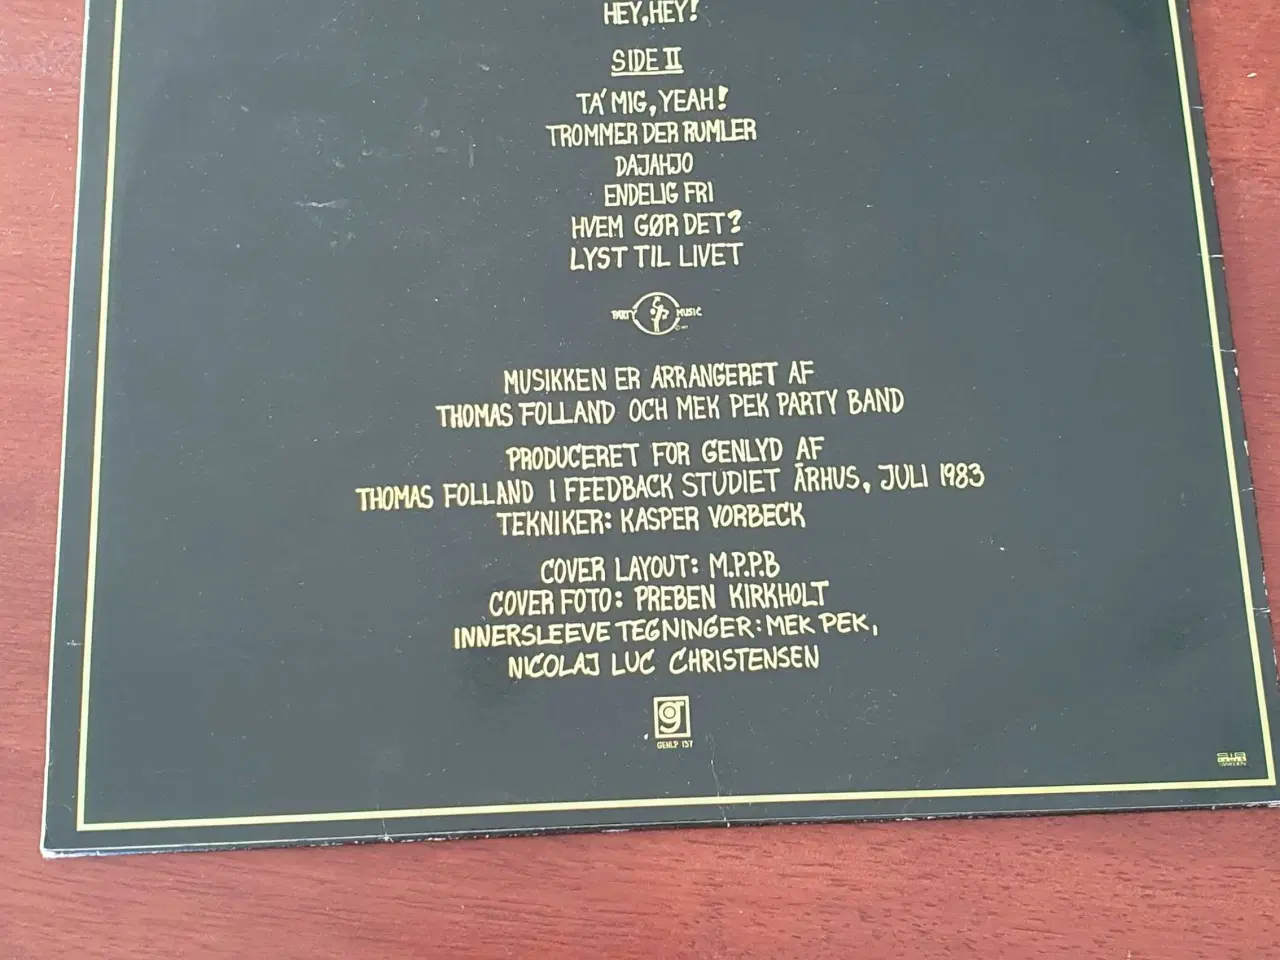 HEY, HEY!
SIDE II
TA' MIG, YEAH!
TROMMER DER RUMLER
DAJAHJO
ENDELIG FRI
HVEM GØR DET?
LYST TIL LIVET
PARTY MUSIC
MUSIKKEN ER ARRANGERET AF
THOMAS FOLLAND OCH MEK PEK PARTY BAND
PRODUCERET FOR GENLYD AF
THOMAS FOLLAND I FEEDBACK STUDIET ÅRHUS, JULI 1983
TEKNIKER: KASPER VORBECK
COVER LAYOUT: M.P.P.B
COVER FOTO: PREBEN KIRKHOLT
INNERSLEEVE TEGNINGER: MEK PEK,
NICOLAJ LUC CHRISTENSEN
g
GENLP 137